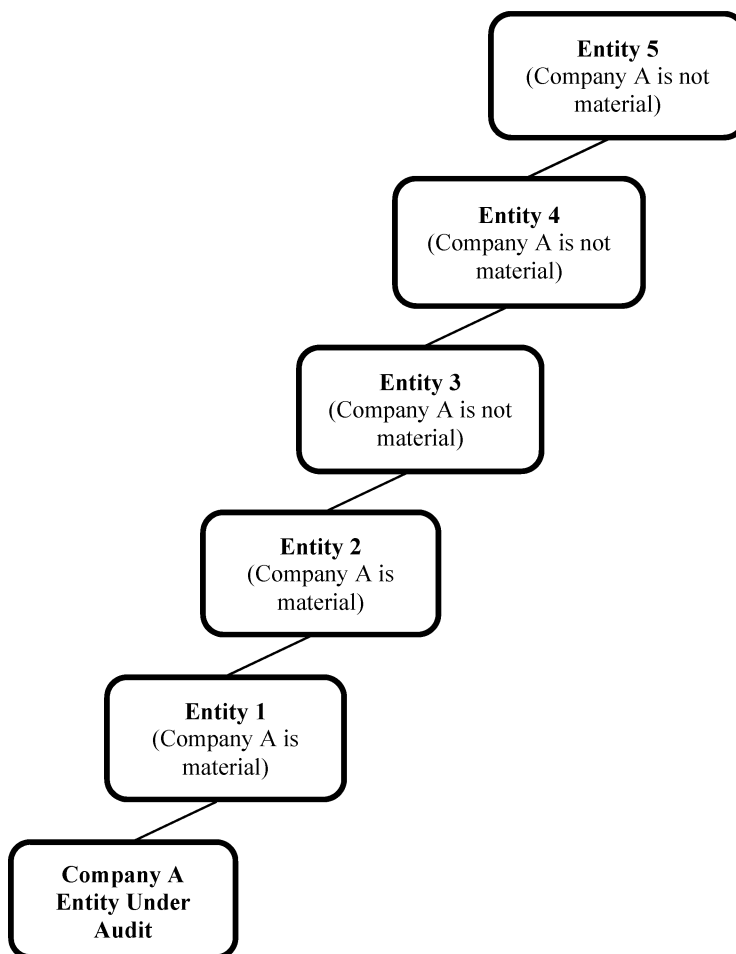 Entity 5
(Company A is not
material)
Entity 4
(Company A is not
material)
Entity 3
(Company A is not
material)
Entity 2
(Company A is
material)
Entity 1
(Company A is
material)
Company A
Entity Under
Audit